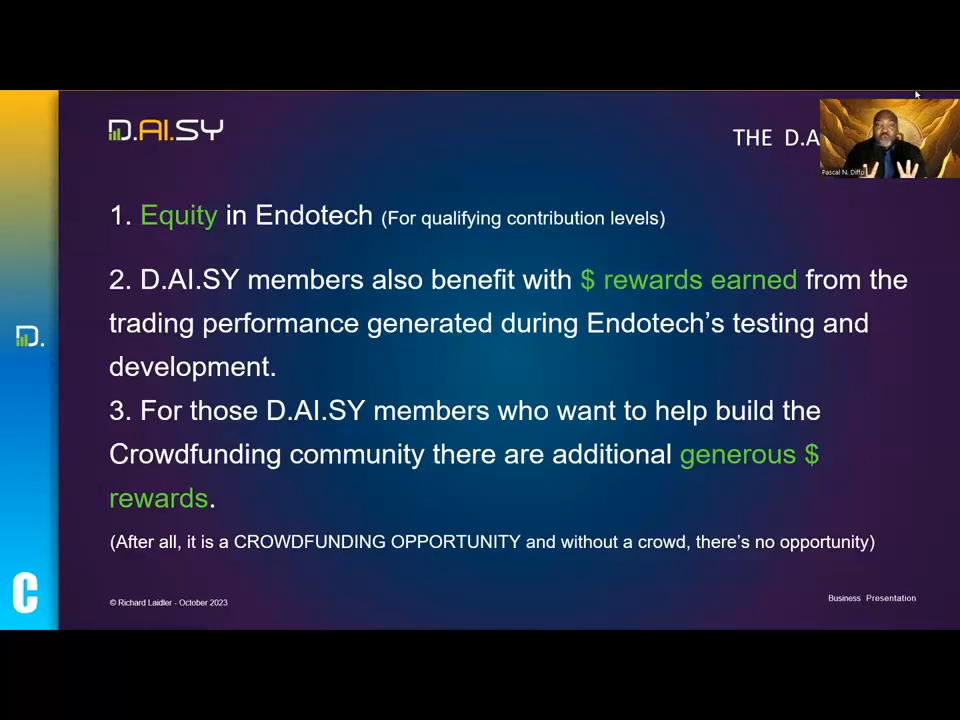 D.AI.SY
THE D.A
Pascal N. Diffo
1. Equity in Endotech (For qualifying contribution levels)
2. D.AI.SY members also benefit with $ rewards earned from the
trading performance generated during Endotech’s testing and
development.
D.
3. For those D.AI.SY members who want to help build the
Crowdfunding community there are additional generous $
rewards.
(After all, it is a CROWDFUNDING OPPORTUNITY and without a crowd, there’s no opportunity)
C
© Richard Laidler - October 2023
Business Presentation